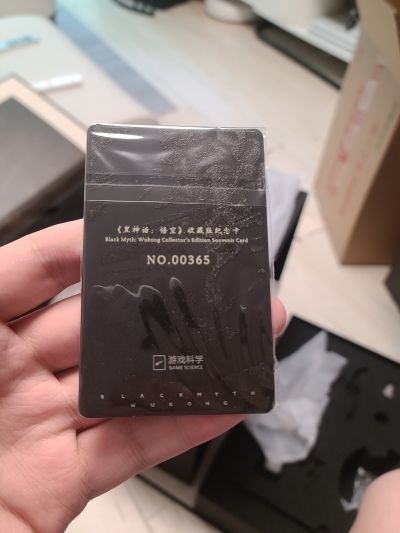 《黑神话：悟空》收藏版纪念卡
Black Myth: Wukong Collector's Edition Souvenir Card
NO.00365
游戏科学
GAME SCIENCE
BLACKMYTH
WUKONG